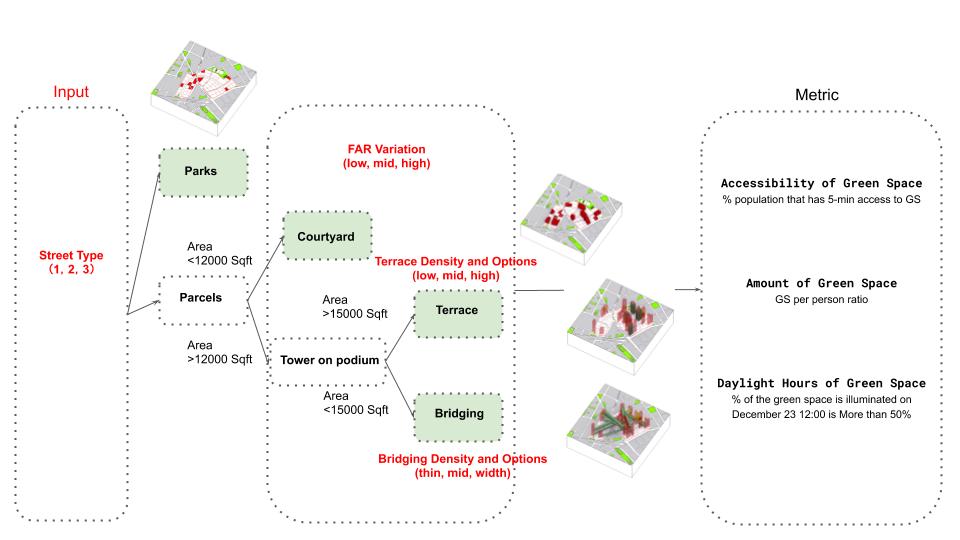 Input
Metric
Parks
FAR Variation
(low, mid, high)
Accessibility of Green Space
% population that has 5-min access to GS
Street Type
(1, 2, 3)
Area
<12000 Sqft
Courtyard
Terrace Density and Options
(low, mid, high)
Parcels
Area
>15000 Sqft
Terrace
Amount of Green Space
GS per person ratio
Area
>12000 Sqft
Tower on podium
Area
<15000 Sqft
Bridging
Daylight Hours of Green Space
% of the green space is illuminated on
December 23 12:00 is More than 50%
Bridging Density and Options
(thin, mid, width)